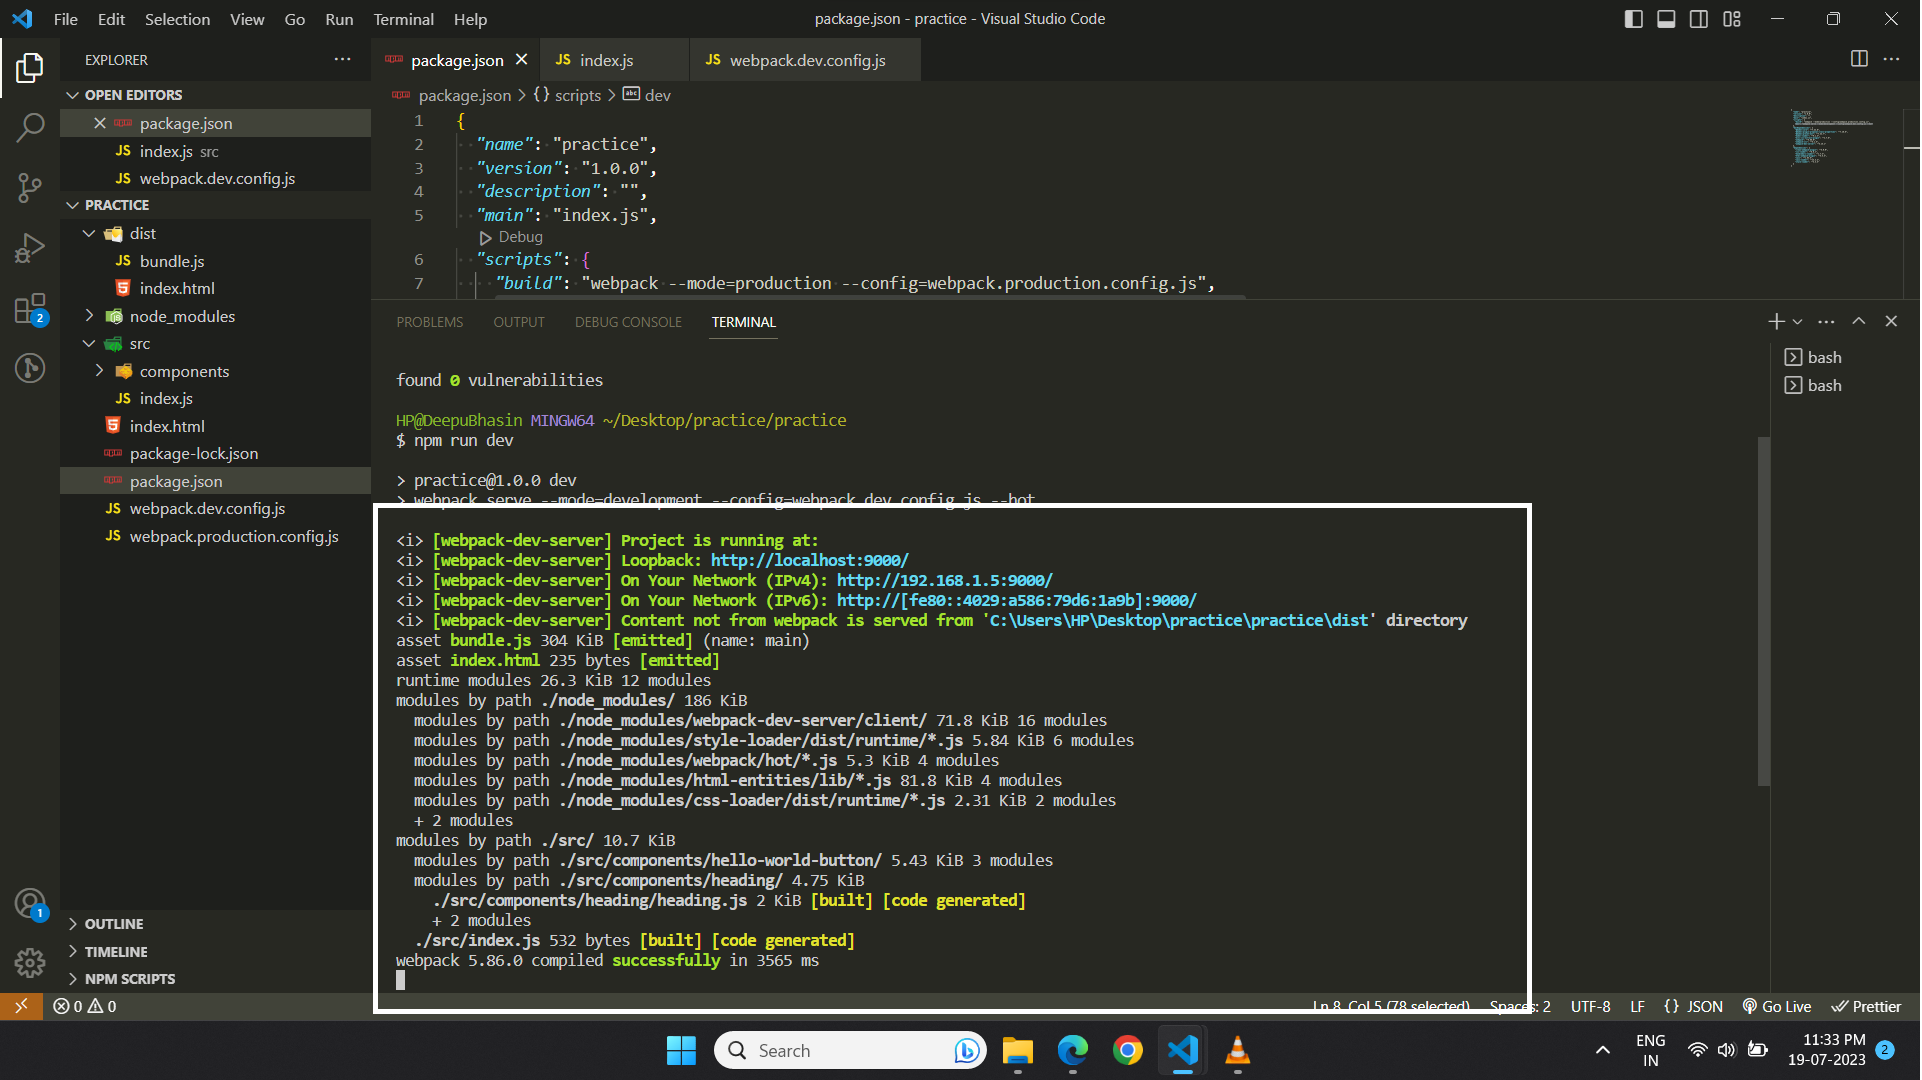 File Edit Selection View Go Run Terminal Help
package.json - practice - Visual Studio Code
EXPLORER
OPEN EDITORS
package.json
index.js src
webpack.dev.config.js
PRACTICE
dist
bundle.js
index.html
node_modules
src
components
index.js
index.html
package-lock.json
package.json
webpack.dev.config.js
webpack.production.config.js
OUTLINE
TIMELINE
NPM SCRIPTS
2
1
package.json
JS index.js
JS webpack.dev.config.js
package.json > {} scripts > abc dev
1 {
2 "name": "practice",
3 "version": "1.0.0",
4 "description": "",
5 "main": "index.js",
Debug
6 "scripts": {
7 "build": "webpack --mode=production --config=webpack.production.config.js",
PROBLEMS OUTPUT DEBUG CONSOLE TERMINAL
bash
bash
found 0 vulnerabilities
HP@DeepuBhasin MINGW64 ~/Desktop/practice/practice
$ npm run dev
> practice@1.0.0 dev
> webpack serve --mode=development --config=webpack.dev.config.js --hot
<i> [webpack-dev-server] Project is running at:
<i> [webpack-dev-server] Loopback: http://localhost:9000/
<i> [webpack-dev-server] On Your Network (IPv4): http://192.168.1.5:9000/
<i> [webpack-dev-server] On Your Network (IPv6): http://[fe80::4029:a586:79d6:1a9b]:9000/
<i> [webpack-dev-server] Content not from webpack is served from 'C:\Users\HP\Desktop\practice\practice\dist' directory
asset bundle.js 304 KiB [emitted] (name: main)
asset index.html 235 bytes [emitted]
runtime modules 26.3 KiB 12 modules
modules by path ./node_modules/ 186 KiB
modules by path ./node_modules/webpack-dev-server/client/ 71.8 KiB 16 modules
modules by path ./node_modules/style-loader/dist/runtime/*.js 5.84 KiB 6 modules
modules by path ./node_modules/webpack/hot/*.js 5.3 KiB 4 modules
modules by path ./node_modules/html-entities/lib/*.js 81.8 KiB 4 modules
modules by path ./node_modules/css-loader/dist/runtime/*.js 2.31 KiB 2 modules
+ 2 modules
modules by path ./src/ 10.7 KiB
modules by path ./src/components/hello-world-button/ 5.43 KiB 3 modules
modules by path ./src/components/heading/ 4.75 KiB
./src/components/heading/heading.js 2 KiB [built] [code generated]
+ 2 modules
./src/index.js 532 bytes [built] [code generated]
webpack 5.86.0 compiled successfully in 3565 ms
0 0
Ln 8, Col 5 (78 selected) Spaces: 2 UTF-8 LF {} JSON Go Live Prettier
Search
ENG
IN
11:33 PM
19-07-2023
2